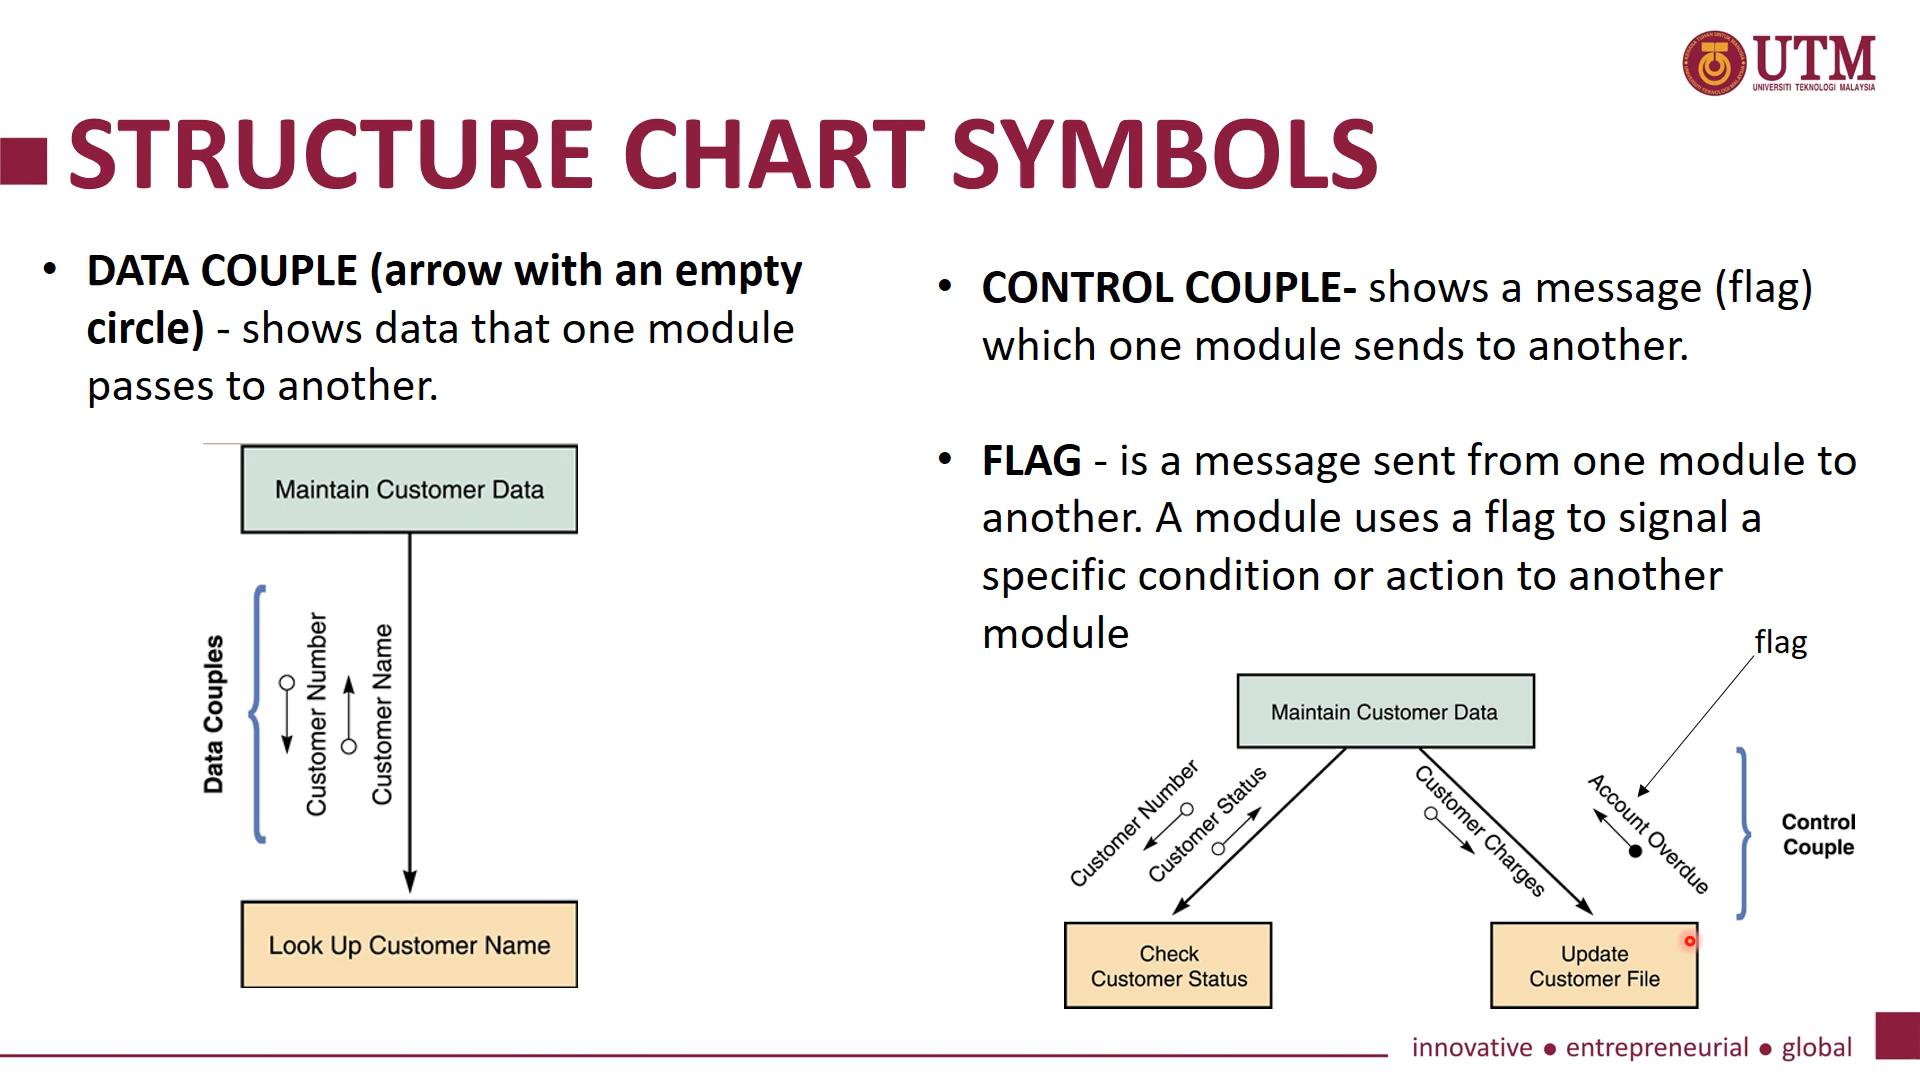 UTM
UNIVERSITI TEKNOLOGI MALAYSIA
STRUCTURE CHART SYMBOLS
• DATA COUPLE (arrow with an empty
circle) - shows data that one module
passes to another.
Maintain Customer Data
Data Couples
Customer Number
Customer Name
Look Up Customer Name
• CONTROL COUPLE- shows a message (flag)
which one module sends to another.
• FLAG - is a message sent from one module to
another. A module uses a flag to signal a
specific condition or action to another
module
flag
Maintain Customer Data
Customer Number
Customer Status
Customer Charges
Account Overdue
Control
Couple
Check
Customer Status
Update
Customer File
innovative ● entrepreneurial ● global